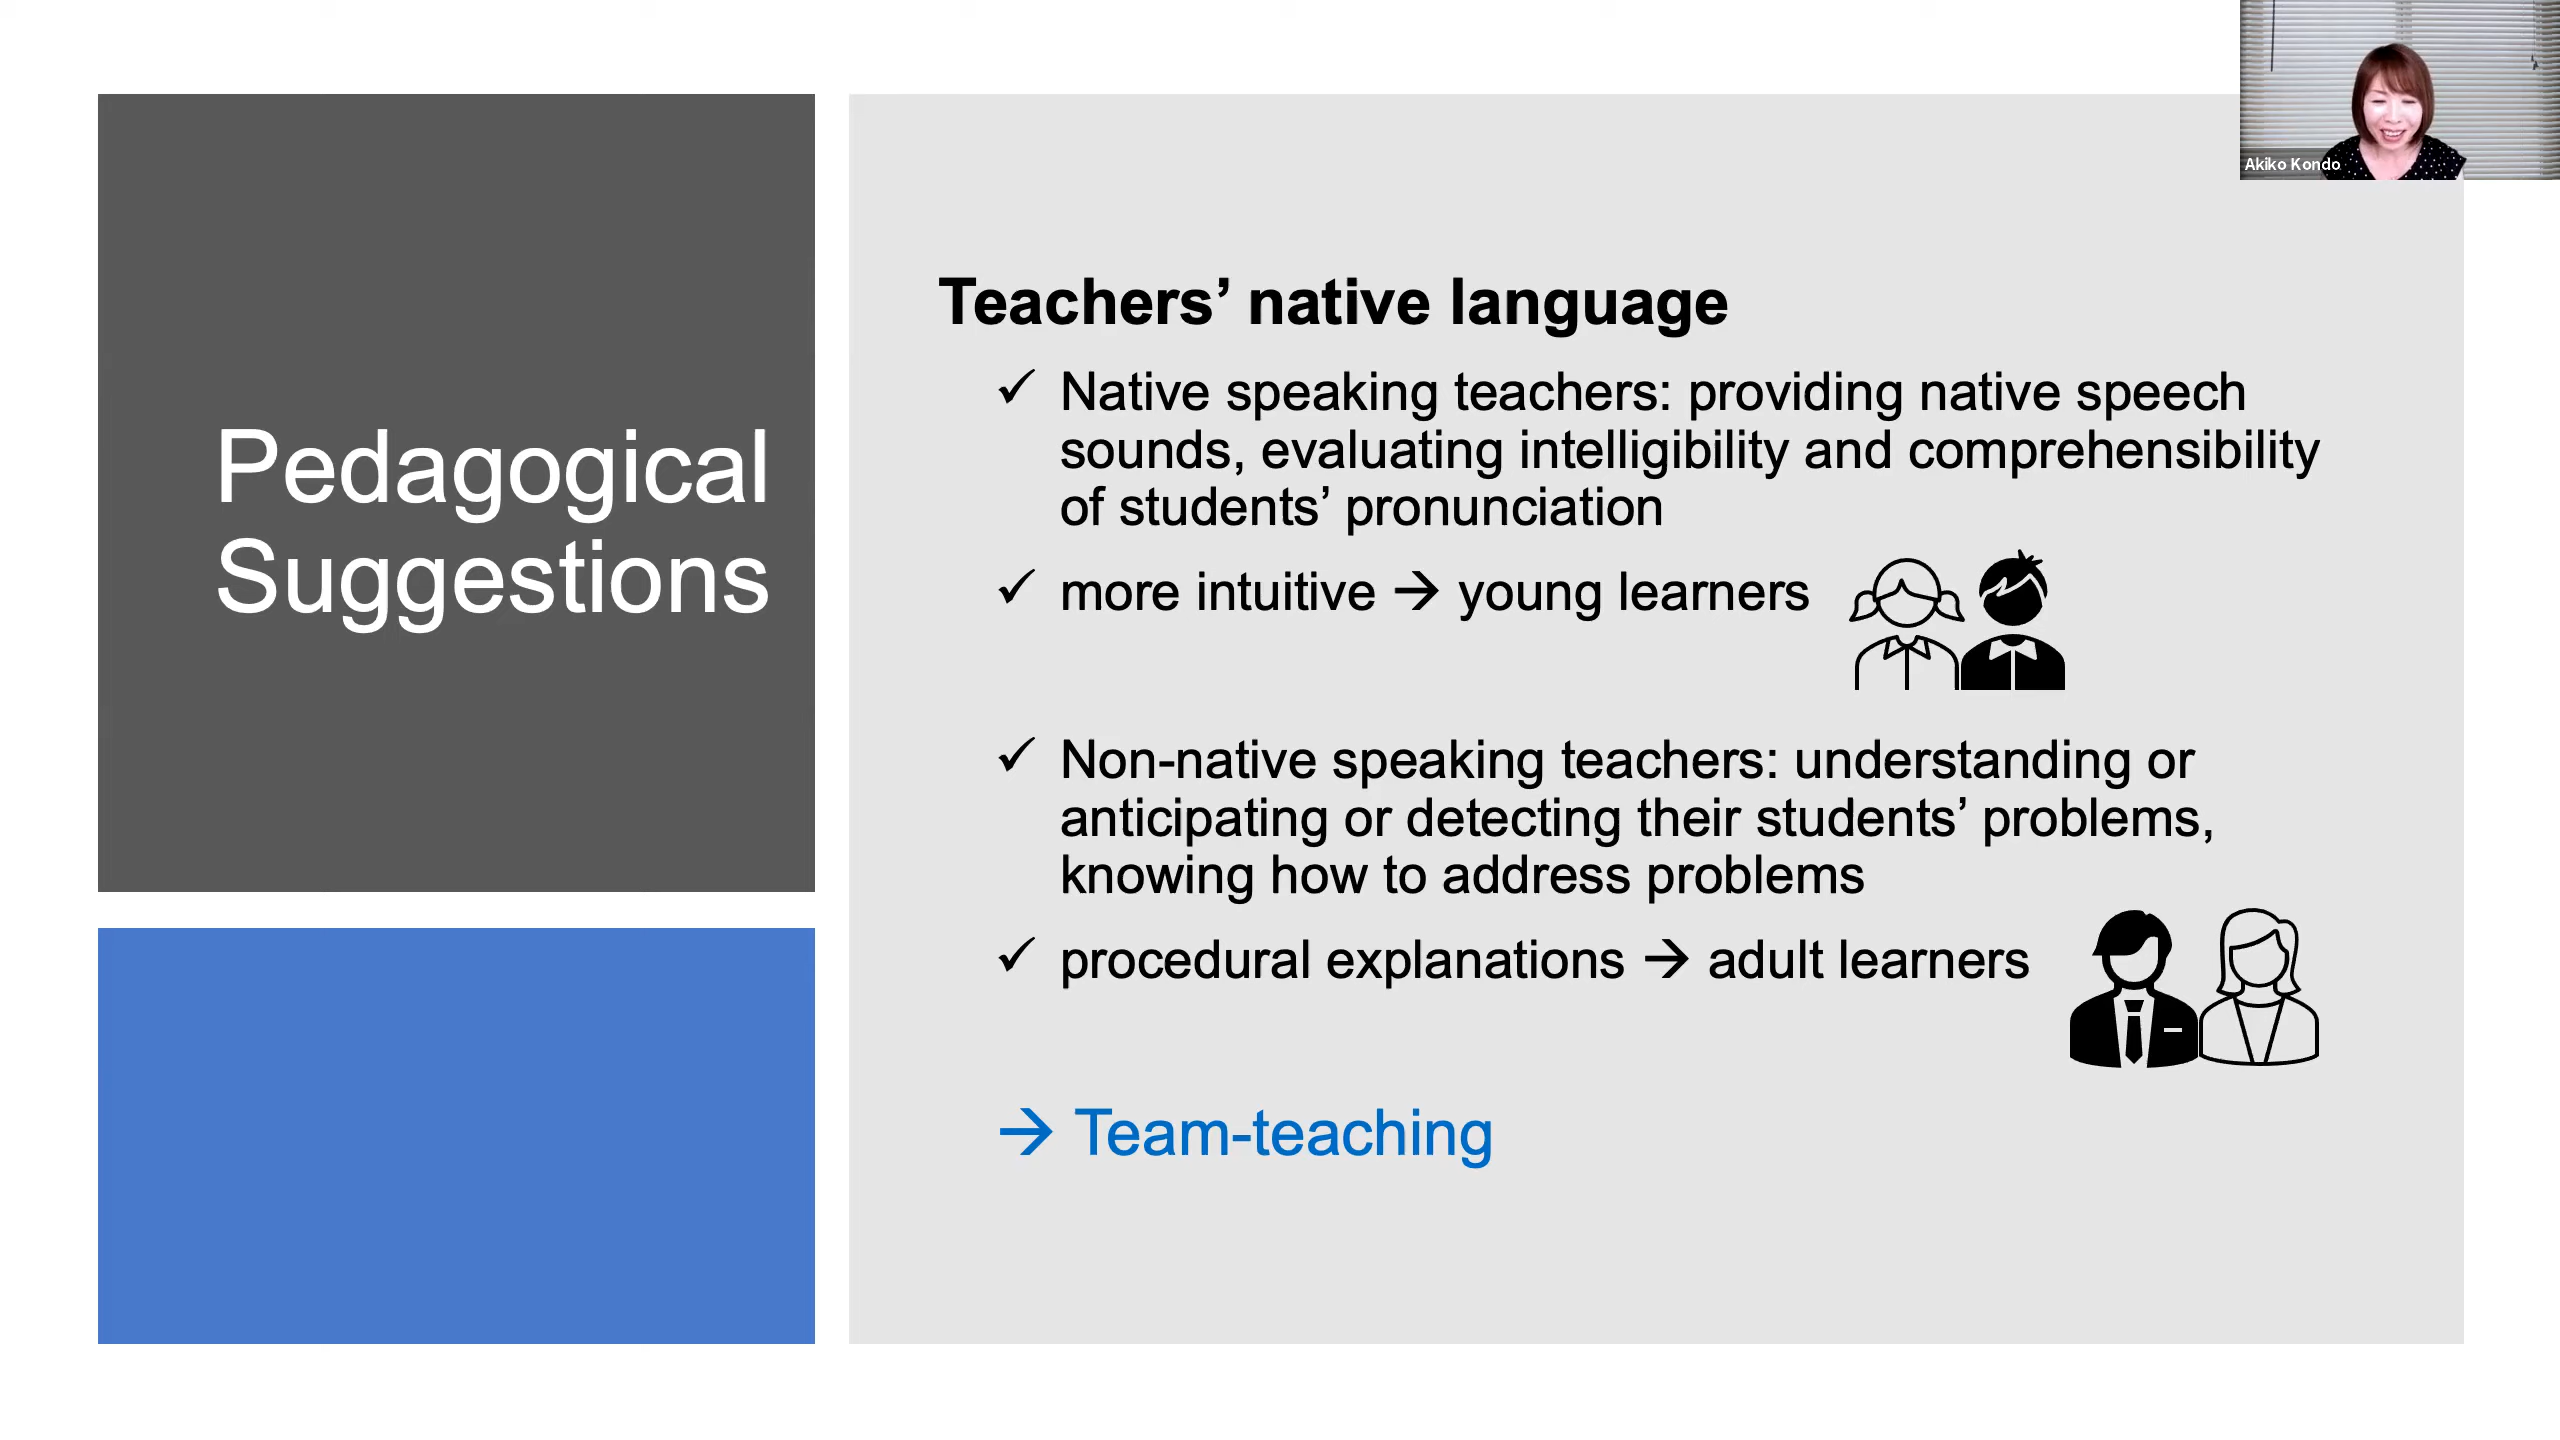 Akiko Kondo
Pedagogical
Suggestions
Teachers’ native language
✓ Native speaking teachers: providing native speech
sounds, evaluating intelligibility and comprehensibility
of students’ pronunciation
✓ more intuitive → young learners
✓ Non-native speaking teachers: understanding or
anticipating or detecting their students’ problems,
knowing how to address problems
✓ procedural explanations → adult learners
→ Team-teaching